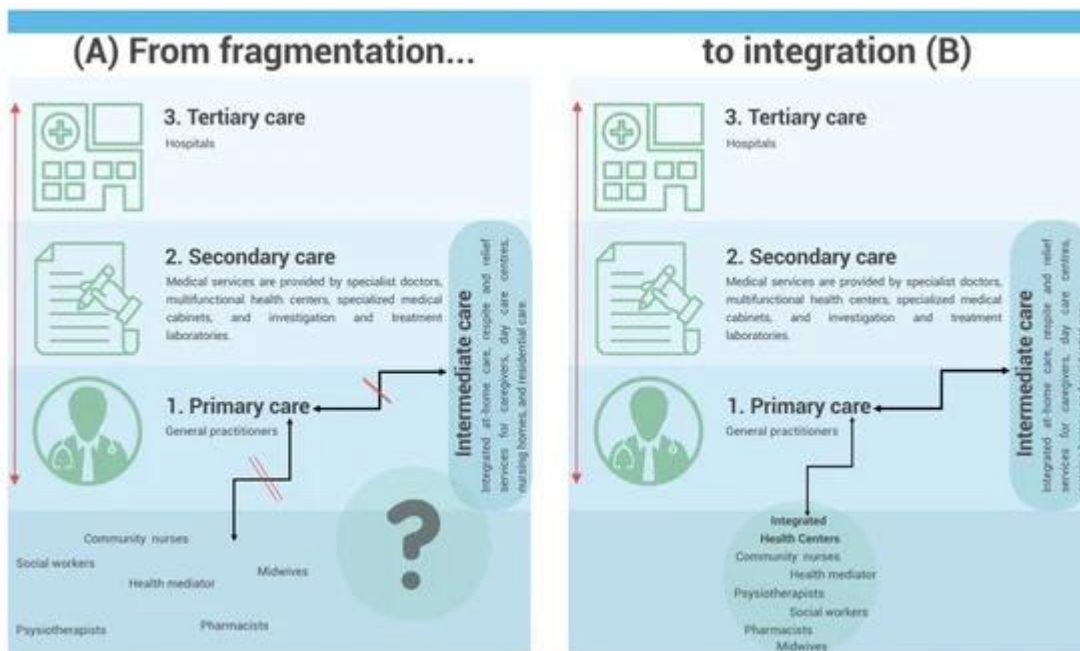 (A) From fragmentation...
3. Tertiary care
Hospitals
2. Secondary care
Medical services are provided by specialist doctors,
multifunctional health centers, specialized medical
cabinets, and investigation and treatment
laboratories.
1. Primary care
General practitioners
Intermediate care
Integrated at-home care, respite and relief
services for caregivers, day care centres,
nursing homes, and residential care
Community nurses
Social workers
Health mediator
Midwives
Psysiotherapists
Pharmacists
?
to integration (B)
3. Tertiary care
Hospitals
2. Secondary care
Medical services are provided by specialist doctors,
multifunctional health centers, specialized medical
cabinets, and investigation and treatment
laboratories.
1. Primary care
General practitioners
Intermediate care
Integrated at-home care, respite and relief
services for caregivers, day care centres,
Integrated
Health Centers
Community nurses
Health mediator
Psysiotherapists
Social workers
Pharmacists
Midwives